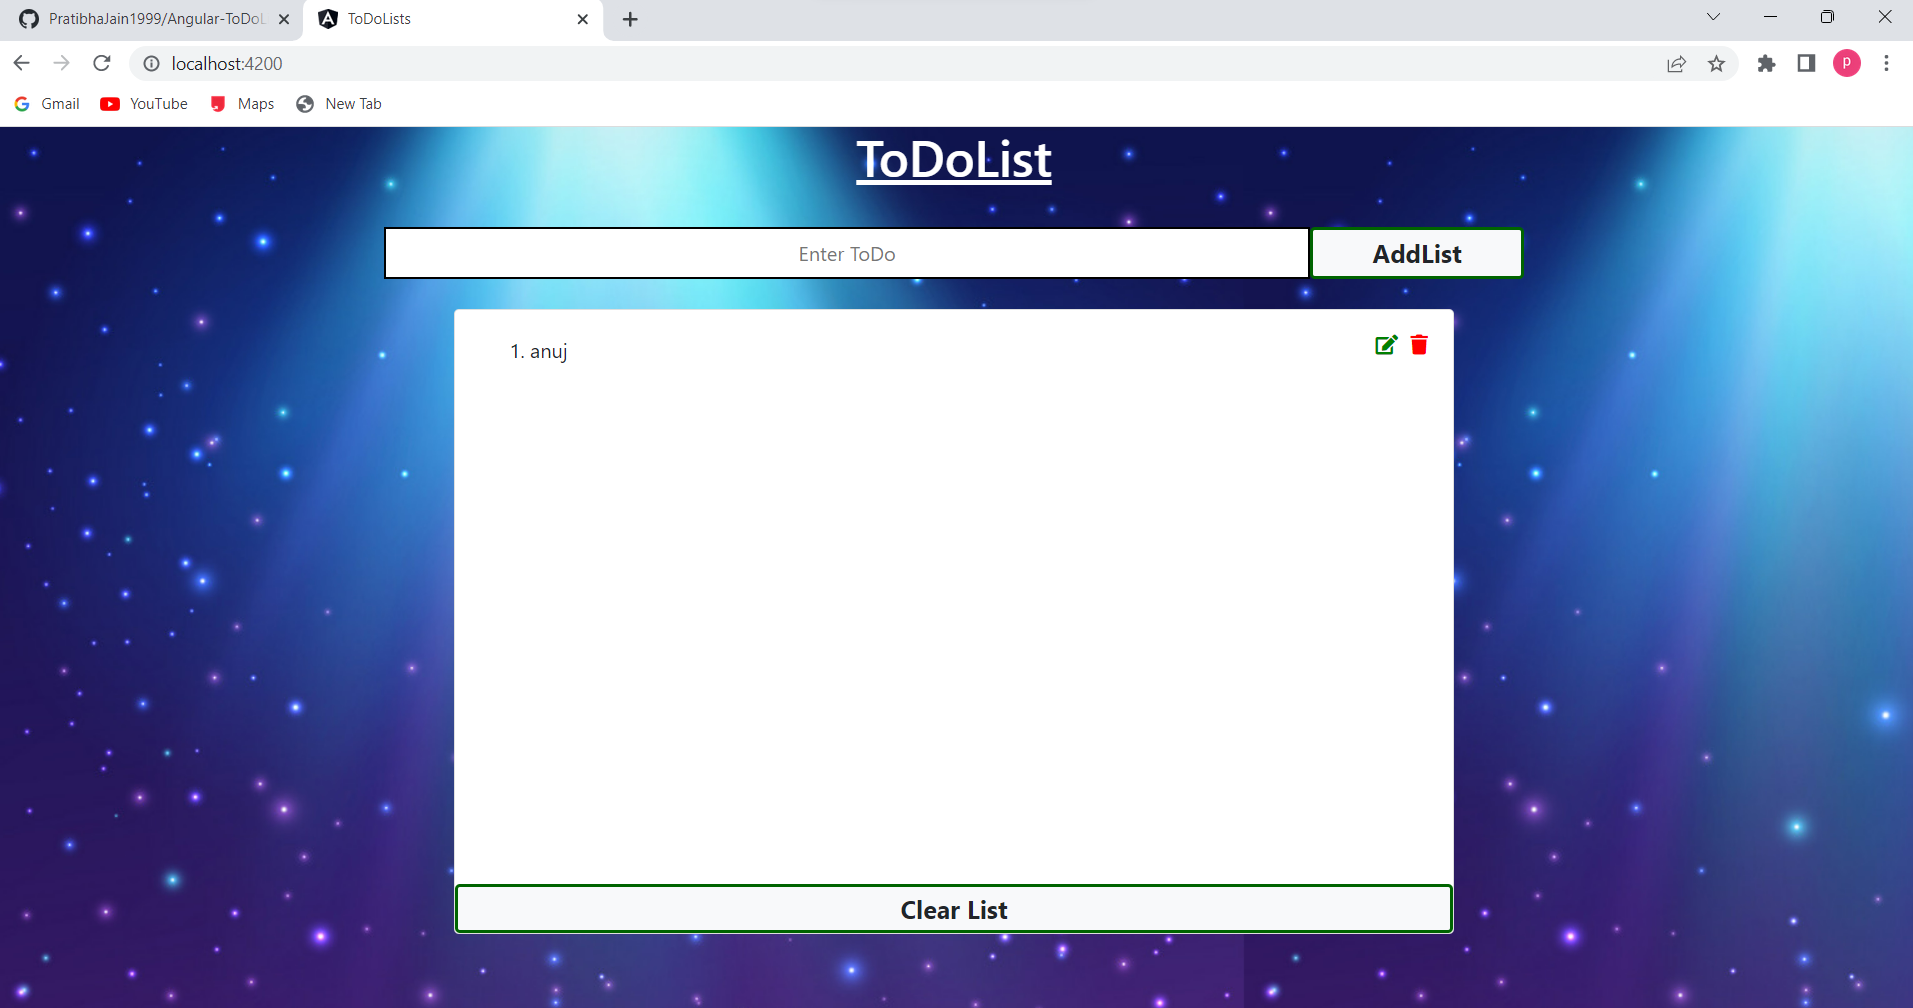 PratibhaJain1999/Angular-ToDoL
ToDoLists
localhost:4200
P
Gmail
YouTube
Maps
New Tab
ToDoList
Enter ToDo
AddList
1. anuj
Clear List